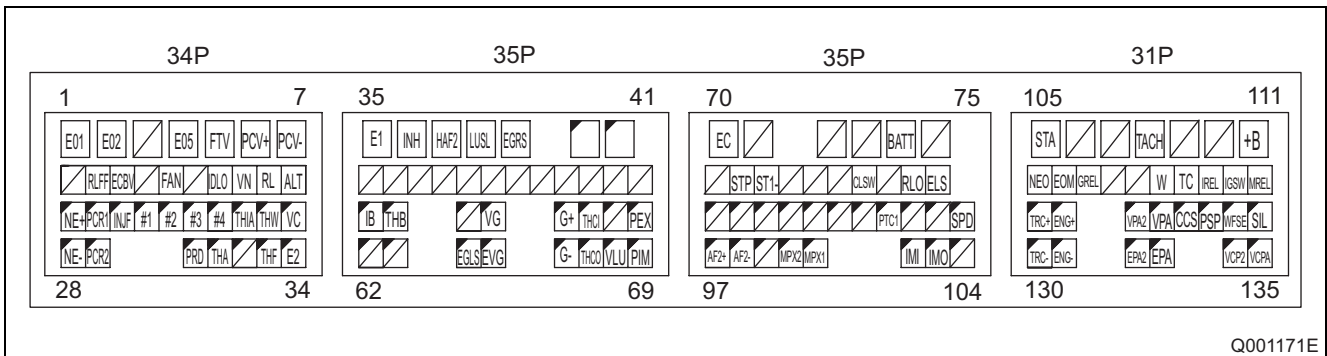 34P 35P 35P 31P
1 7 35 41 70 75 105 111
E01 E02 E05 FTV PCV+ PCV- E1 INH HAF2 LUSL EGRS EC BATT STA TACH +B
RLFF ECBV FAN IDLO VN RL ALT STP ST1- CLSW RLO ELS NEO EOM GREL W TC IREL IGSW MREL
NE+ PCR1 INJF #1 #2 #3 #4 THIA THW VC IB THB VG G+ THCI PEX PTC1 SPD TRC+ ENG+ VPA2 VPA CCS PSP WFSE SIL
NE- PCR2 PRD THA THF E2 EGLS EVG G- THCO VLU PIM AF2+ AF2- MPX2 MPX1 IMI IMO TRC- ENG- EPA2 EPA VCP2 VCPA
28 34 62 69 97 104 130 135
Q001171E